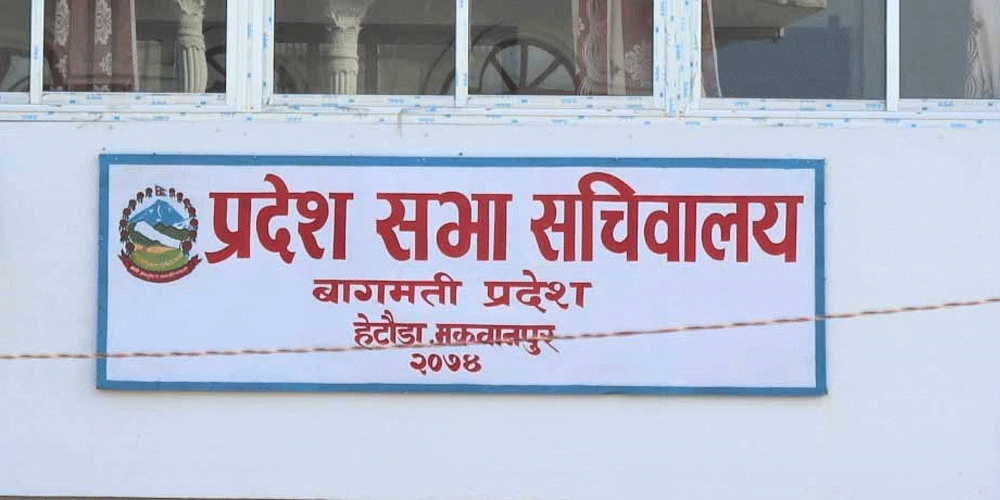 प्रदेश सभा सचिवालय
बागमती प्रदेश
हेटौडा, मकवानपुर
२०७४